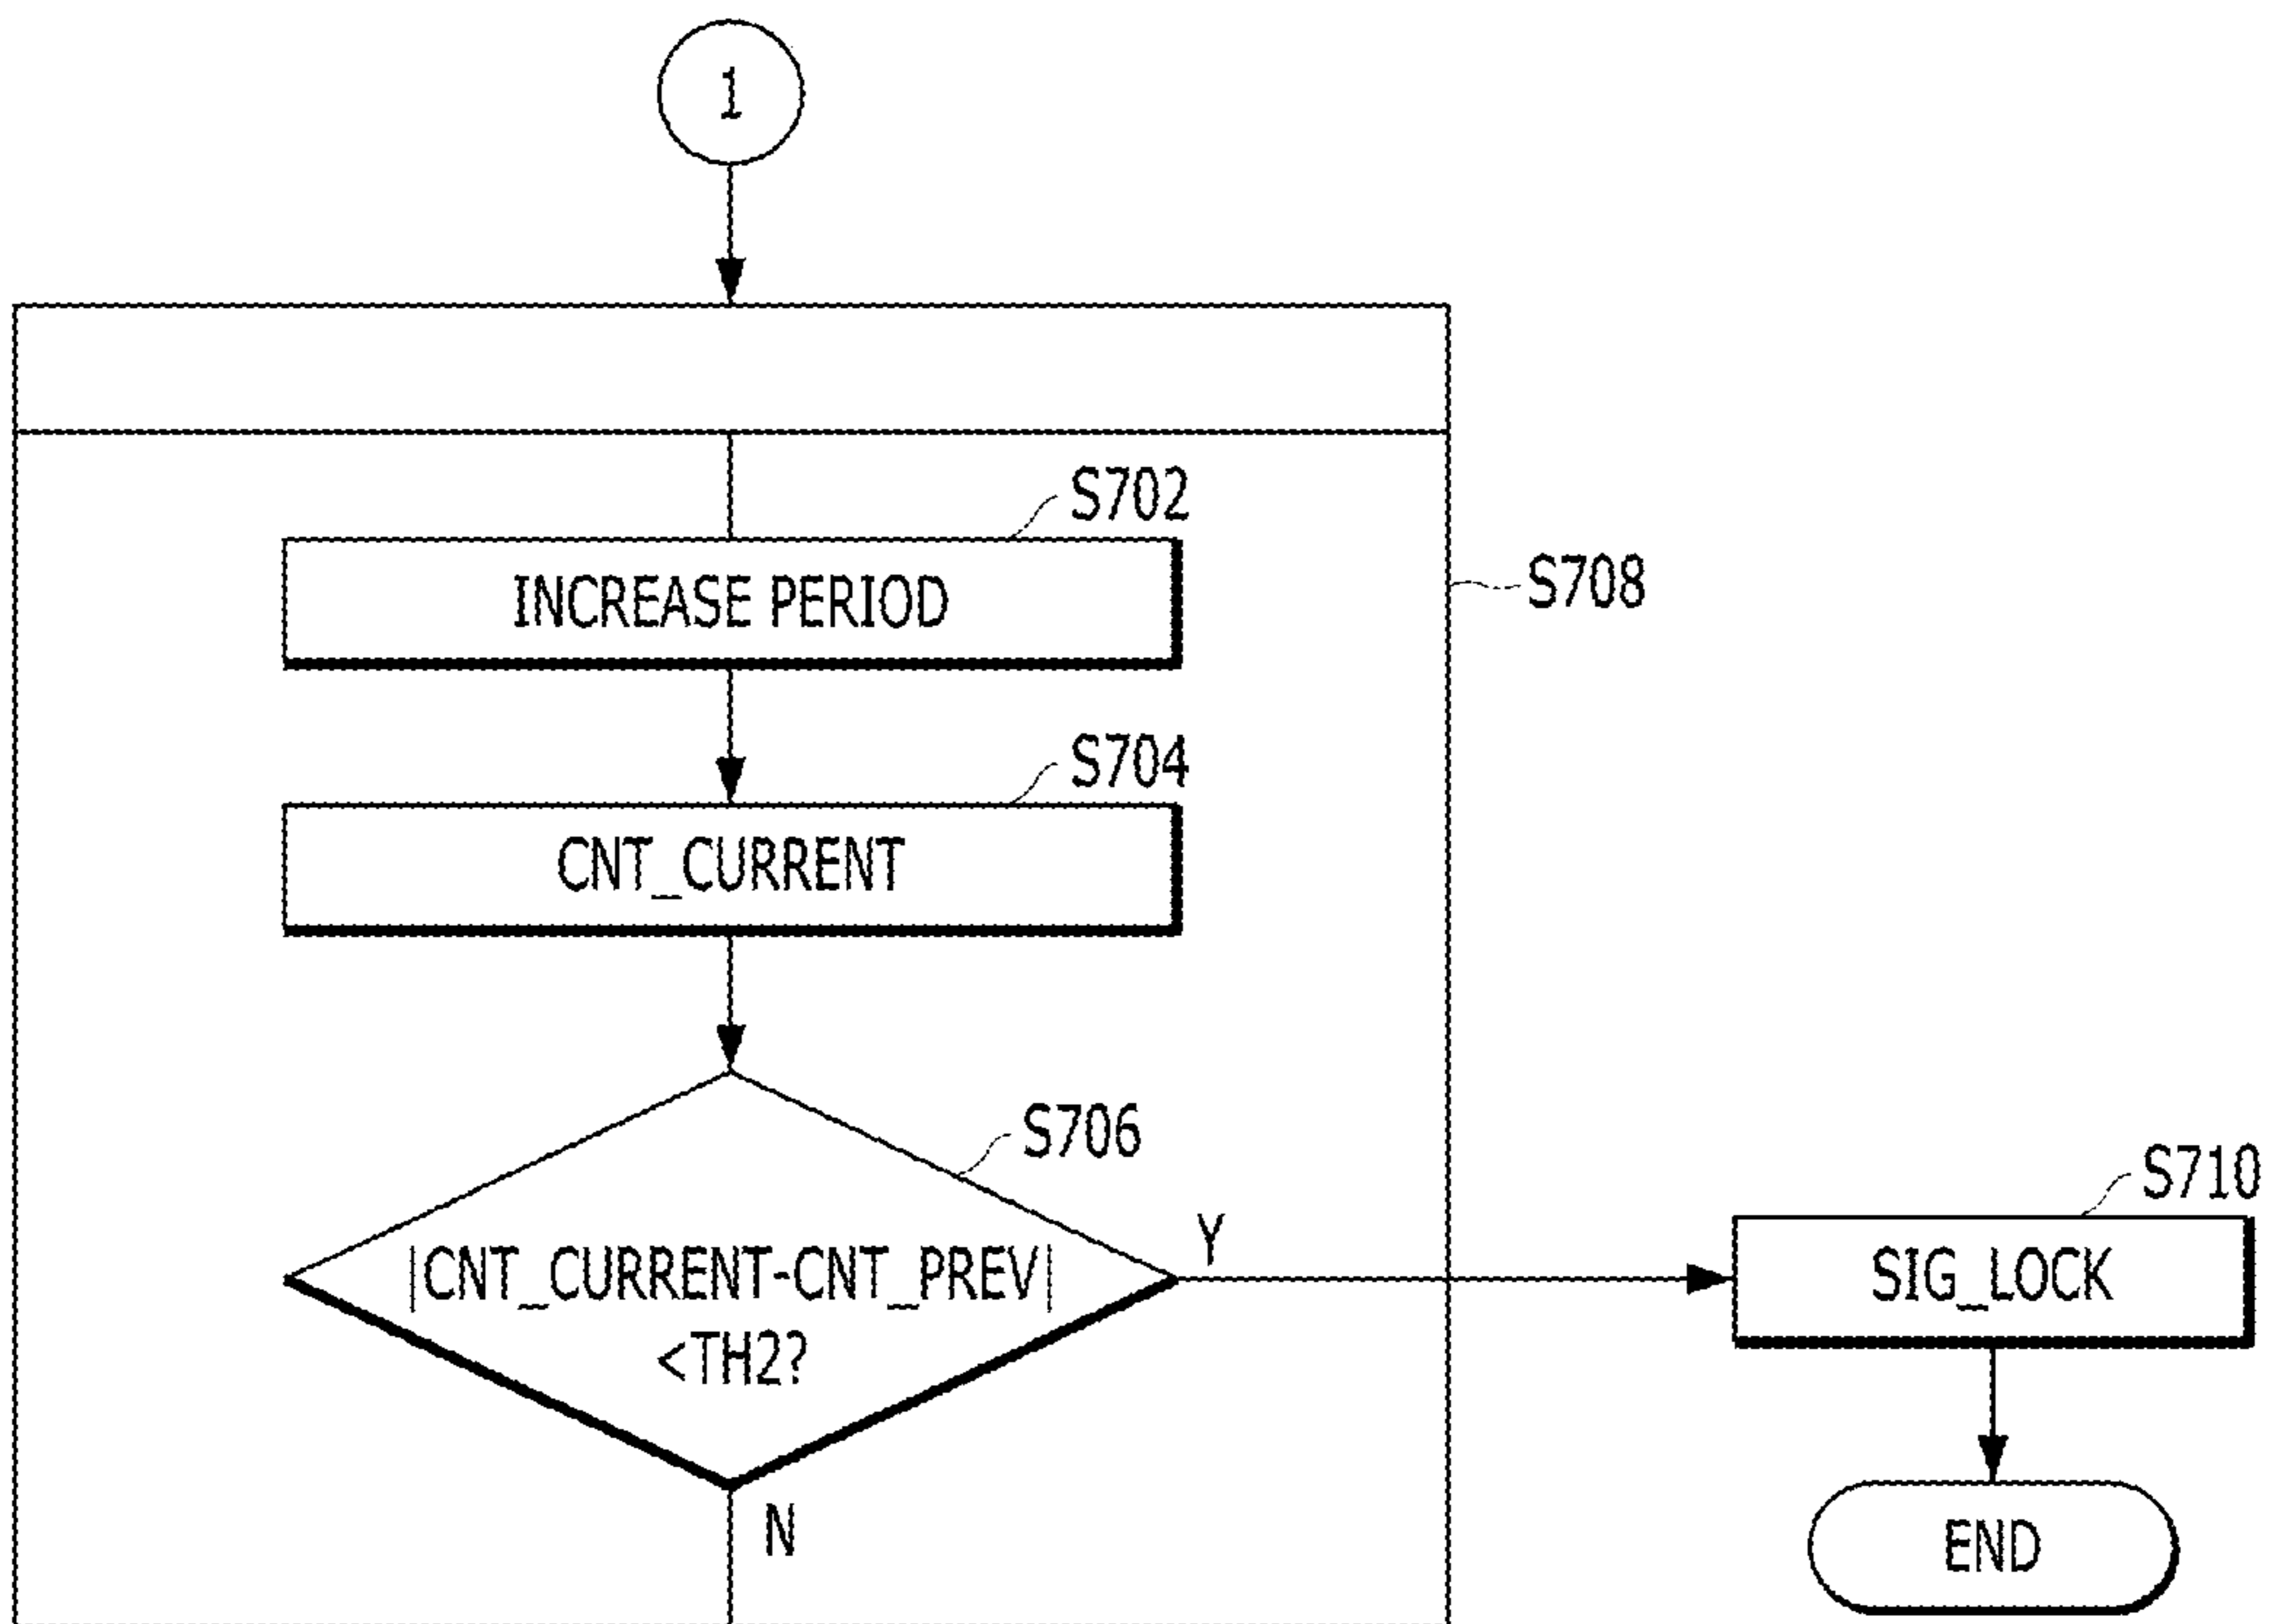 1
S702
INCREASE PERIOD
S708
S704
CNT_CURRENT
S706
|CNT_CURRENT-CNT_PREV|
<TH2?
Y
N
S710
SIG_LOCK
END